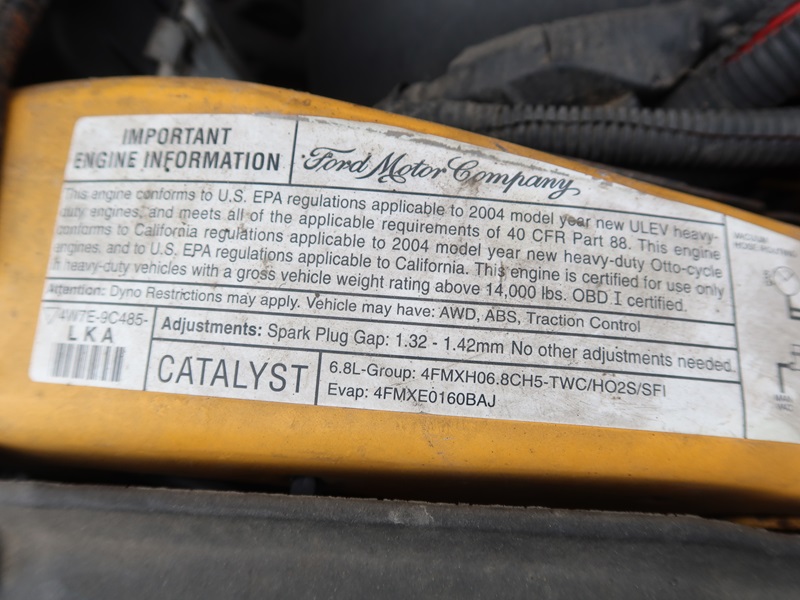 IMPORTANT
ENGINE INFORMATION
Ford Motor Company
This engine conforms to U.S. EPA regulations applicable to 2004 model year new ULEV heavy-
duty engines, and meets all of the applicable requirements of 40 CFR Part 88. This engine
conforms to California regulations applicable to 2004 model year new heavy-duty Otto-cycle
engines, and to U.S. EPA regulations applicable to California. This engine is certified for use only
in heavy-duty vehicles with a gross vehicle weight rating above 14,000 lbs. OBD I certified.
Attention: Dyno Restrictions may apply. Vehicle may have: AWD, ABS, Traction Control
4W7E-9C485-
LKA
Adjustments: Spark Plug Gap: 1.32 - 1.42mm No other adjustments needed.
CATALYST
6.8L-Group: 4FMXH06.8CH5-TWC/HO2S/SFI
Evap: 4FMXE0160BAJ
VACUUM
HOSE ROUTING